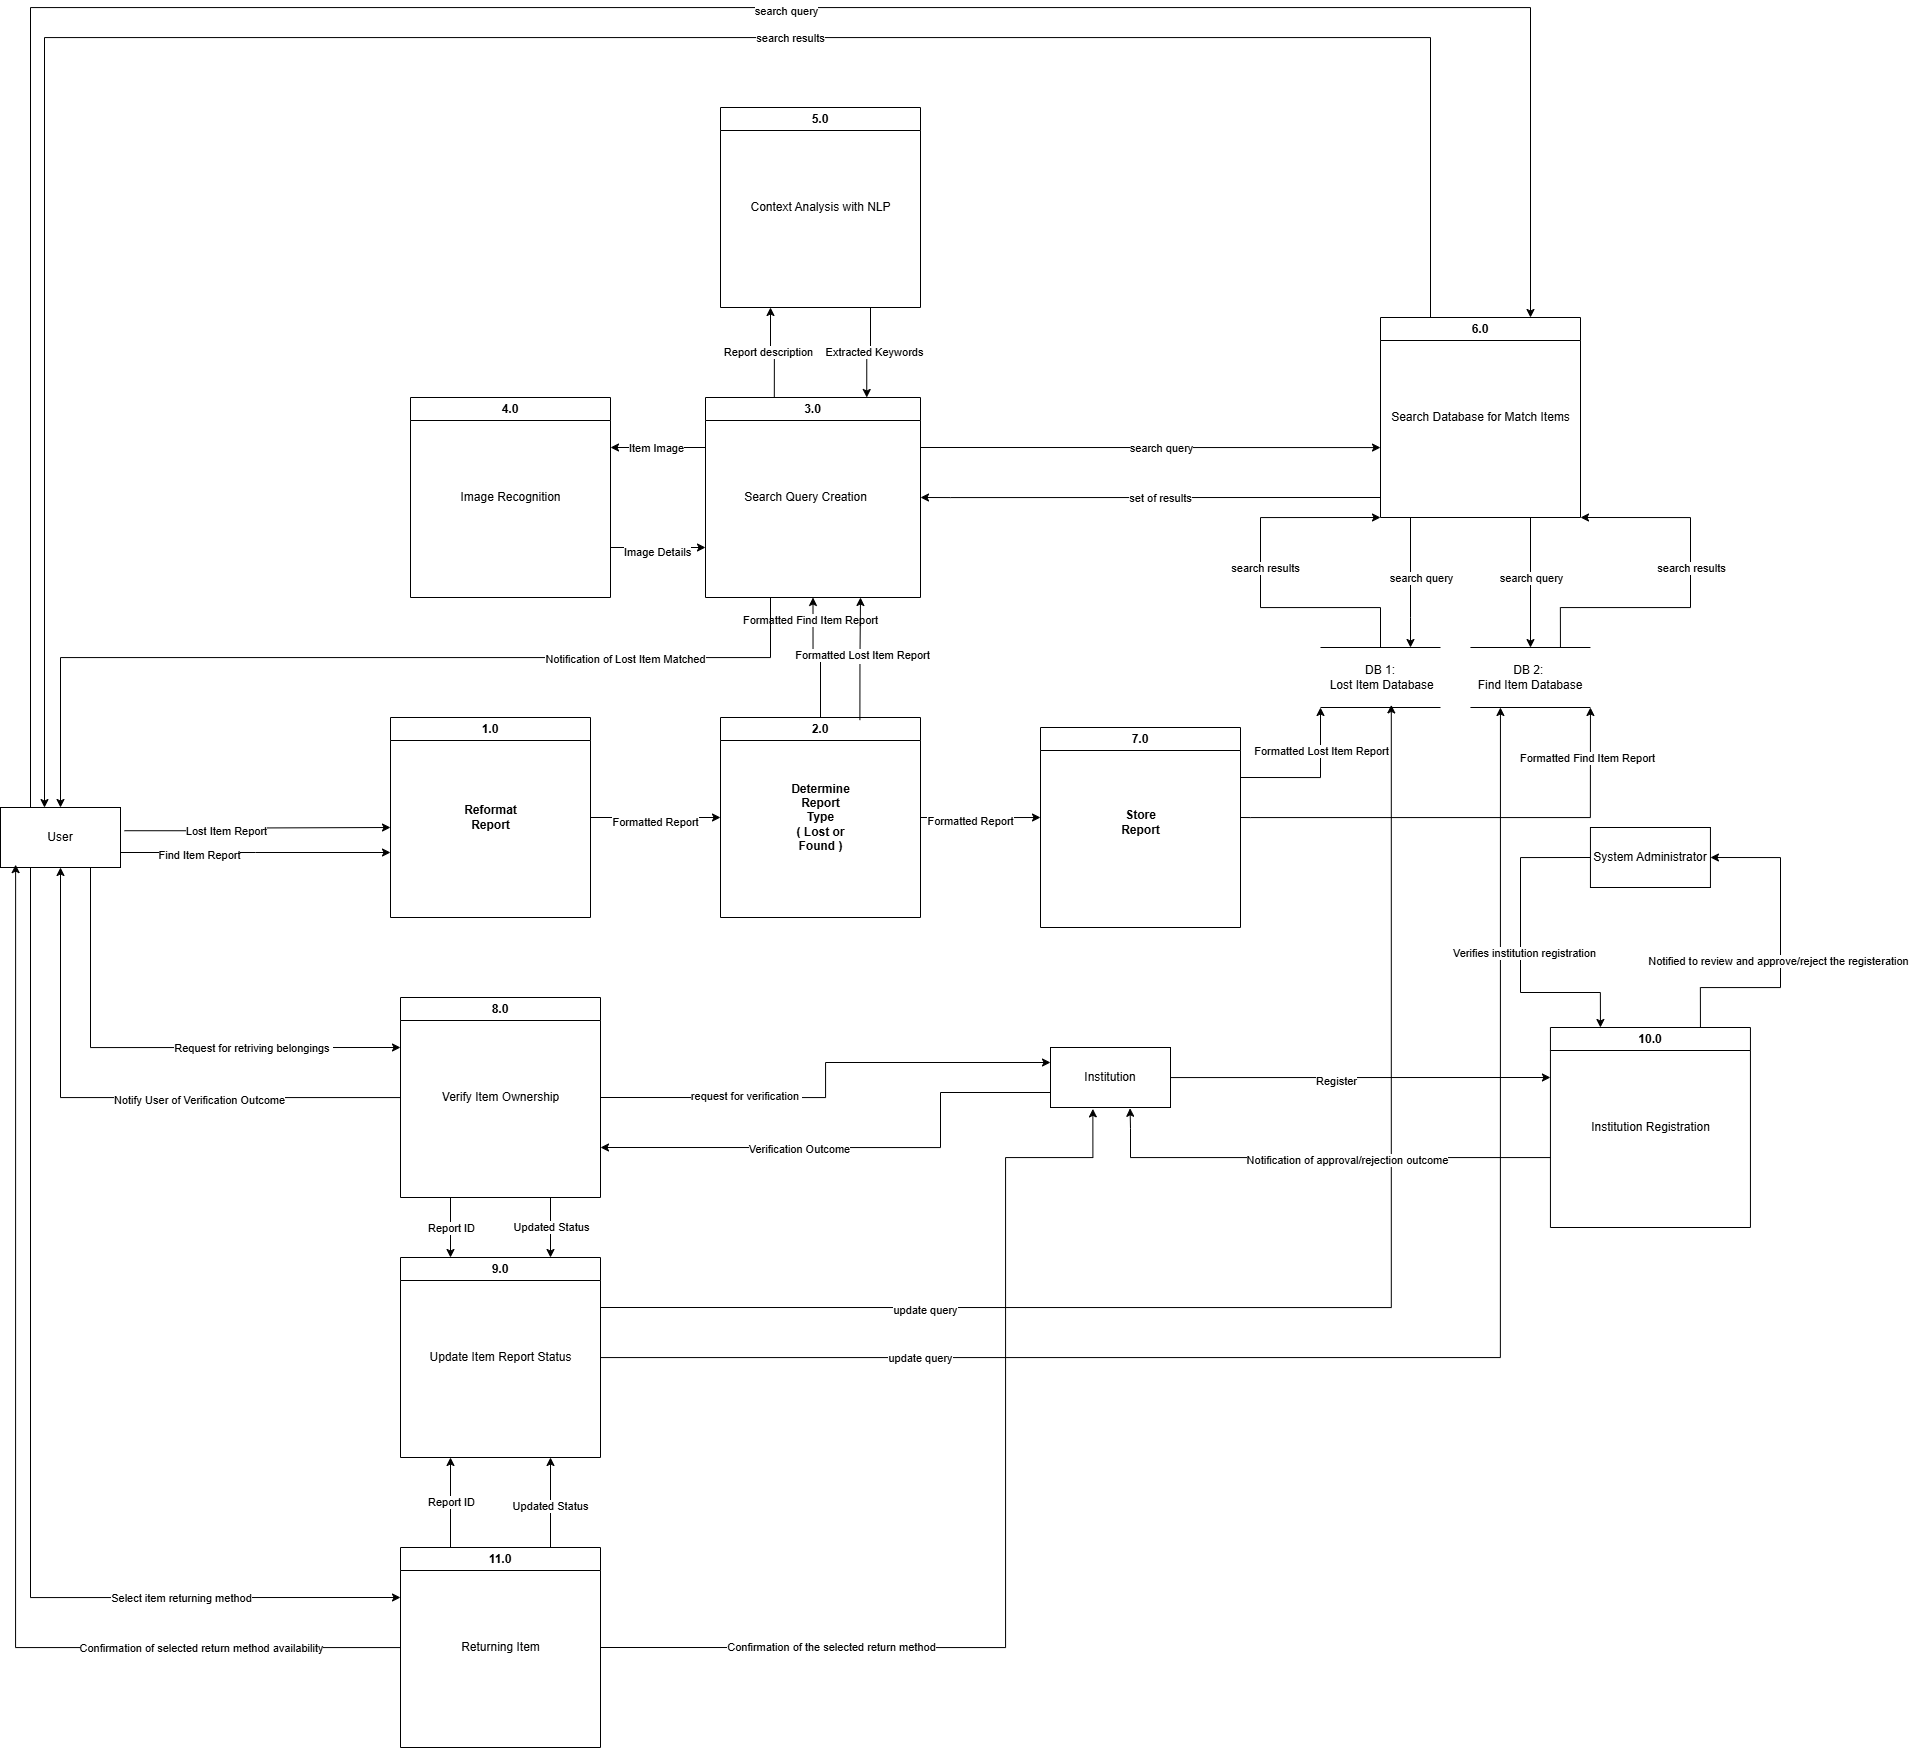 search query
search results
5.0
Context Analysis with NLP
6.0
Search Database for Match Items
Report description
Extracted Keywords
4.0
Image Recognition
3.0
Search Query Creation
Item Image
Image Details
search query
set of results
search results
search query
search query
search results
Formatted Find Item Report
Formatted Lost Item Report
Notification of Lost Item Matched
DB 1:
Lost Item Database
DB 2:
Find Item Database
1.0
Reformat
Report
2.0
Determine
Report
Type
( Lost or
Found )
7.0
Store
Report
Formatted Lost Item Report
Formatted Find Item Report
User
Lost Item Report
Find Item Report
Formatted Report
Formatted Report
System Administrator
Verifies institution registration
Notified to review and approve/reject the registeration
8.0
Verify Item Ownership
Request for retriving belongings
Notify User of Verification Outcome
request for verification
Verification Outcome
Institution
Register
Notification of approval/rejection outcome
10.0
Institution Registration
Report ID
Updated Status
9.0
Update Item Report Status
update query
update query
Report ID
Updated Status
11.0
Returning Item
Select item returning method
Confirmation of selected return method availability
Confirmation of the selected return method